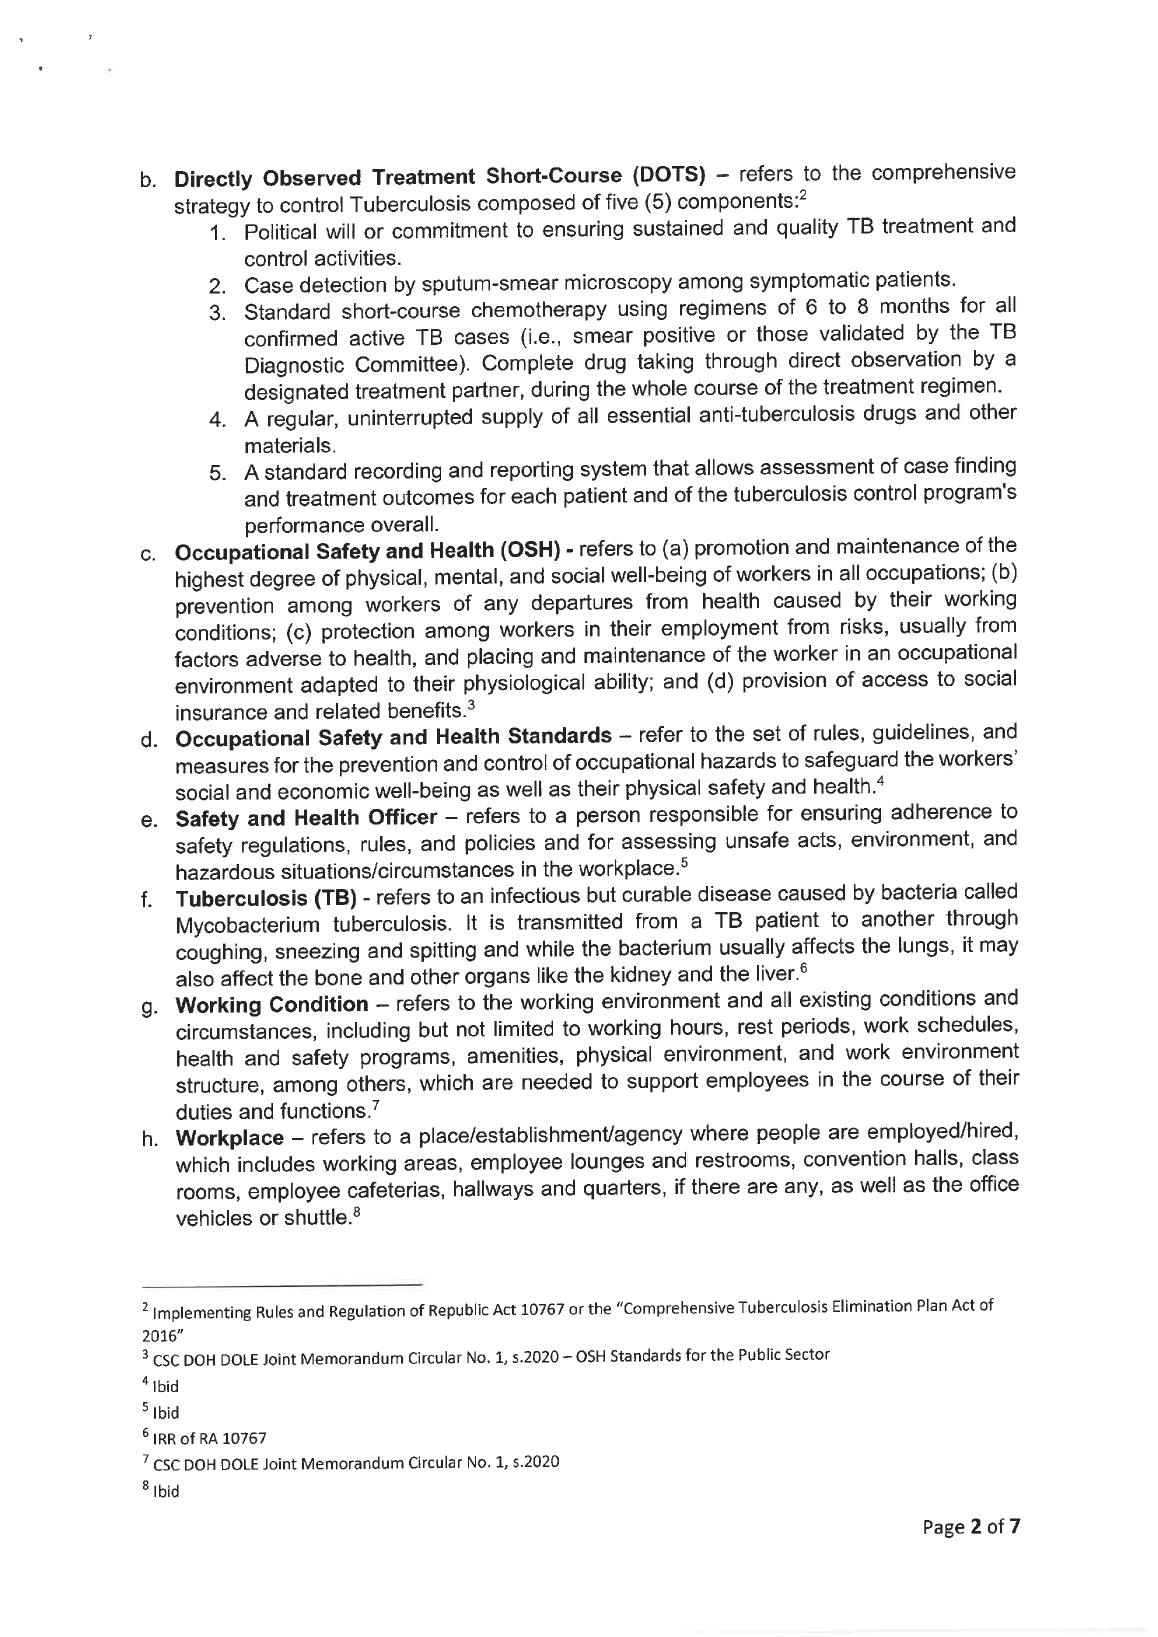 b. Directly Observed Treatment Short-Course (DOTS) – refers to the comprehensive
strategy to control Tuberculosis composed of five (5) components:2
1. Political will or commitment to ensuring sustained and quality TB treatment and
control activities.
2. Case detection by sputum-smear microscopy among symptomatic patients.
3. Standard short-course chemotherapy using regimens of 6 to 8 months for all
confirmed active TB cases (i.e., smear positive or those validated by the TB
Diagnostic Committee). Complete drug taking through direct observation by a
designated treatment partner, during the whole course of the treatment regimen.
4. A regular, uninterrupted supply of all essential anti-tuberculosis drugs and other
materials.
5. A standard recording and reporting system that allows assessment of case finding
and treatment outcomes for each patient and of the tuberculosis control program's
performance overall.
c. Occupational Safety and Health (OSH) - refers to (a) promotion and maintenance of the
highest degree of physical, mental, and social well-being of workers in all occupations; (b)
prevention among workers of any departures from health caused by their working
conditions; (c) protection among workers in their employment from risks, usually from
factors adverse to health, and placing and maintenance of the worker in an occupational
environment adapted to their physiological ability; and (d) provision of access to social
insurance and related benefits.3
d. Occupational Safety and Health Standards – refer to the set of rules, guidelines, and
measures for the prevention and control of occupational hazards to safeguard the workers’
social and economic well-being as well as their physical safety and health.4
e. Safety and Health Officer – refers to a person responsible for ensuring adherence to
safety regulations, rules, and policies and for assessing unsafe acts, environment, and
hazardous situations/circumstances in the workplace.5
f. Tuberculosis (TB) - refers to an infectious but curable disease caused by bacteria called
Mycobacterium tuberculosis. It is transmitted from a TB patient to another through
coughing, sneezing and spitting and while the bacterium usually affects the lungs, it may
also affect the bone and other organs like the kidney and the liver.6
g. Working Condition – refers to the working environment and all existing conditions and
circumstances, including but not limited to working hours, rest periods, work schedules,
health and safety programs, amenities, physical environment, and work environment
structure, among others, which are needed to support employees in the course of their
duties and functions.7
h. Workplace – refers to a place/establishment/agency where people are employed/hired,
which includes working areas, employee lounges and restrooms, convention halls, class
rooms, employee cafeterias, hallways and quarters, if there are any, as well as the office
vehicles or shuttle.8
2 Implementing Rules and Regulation of Republic Act 10767 or the “Comprehensive Tuberculosis Elimination Plan Act of
2016”
3 CSC DOH DOLE Joint Memorandum Circular No. 1, s.2020 – OSH Standards for the Public Sector
4 Ibid
5 Ibid
6 IRR of RA 10767
7 CSC DOH DOLE Joint Memorandum Circular No. 1, s.2020
8 Ibid
Page 2 of 7